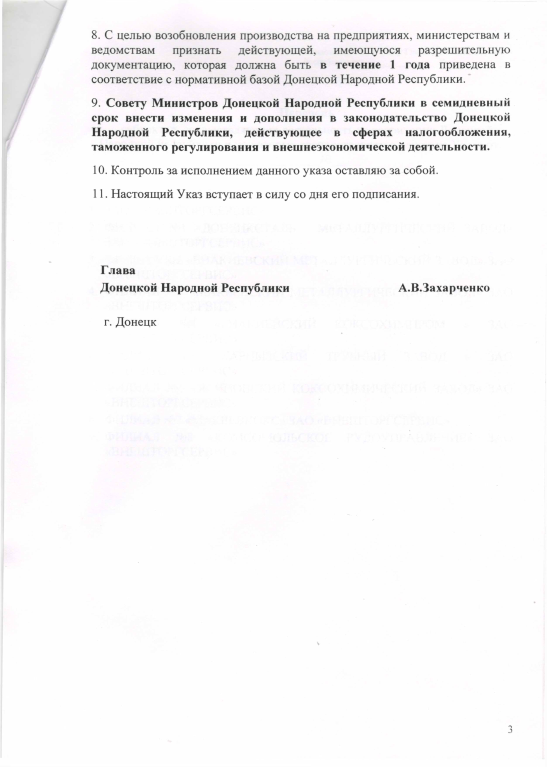 8. С целью возобновления производства на предприятиях, министерствам и
ведомствам признать действующей, имеющуюся разрешительную
документацию, которая должна быть в течение 1 года приведена в
соответствие с нормативной базой Донецкой Народной Республики.
9. Совету Министров Донецкой Народной Республики в семидневный
срок внести изменения и дополнения в законодательство Донецкой
Народной Республики, действующее в сферах налогообложения,
таможенного регулирования и внешнеэкономической деятельности.
10. Контроль за исполнением данного указа оставляю за собой.
11. Настоящий Указ вступает в силу со дня его подписания.
Глава
Донецкой Народной Республики А.В.Захарченко
г. Донецк
3